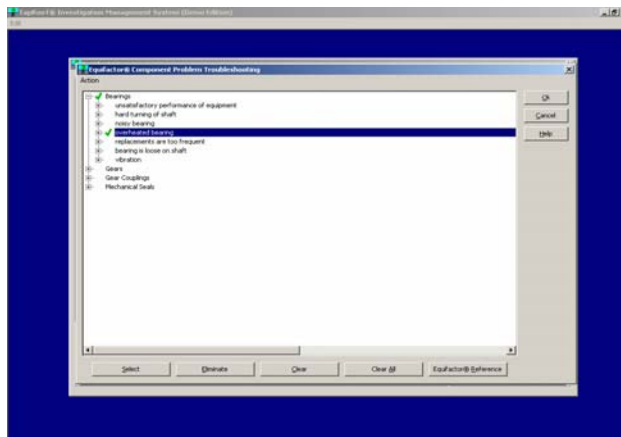 TapRooT® Investigation Management System (Demo Edition)
Edit
Equifactor® Component Problem Troubleshooting
Action
Bearings
unsatisfactory performance of equipment
hard turning of shaft
noisy bearing
overheated bearing
replacements are too frequent
bearing is loose on shaft
vibration
Gears
Gear Couplings
Mechanical Seals
Ok
Cancel
Help
Select
Eliminate
Clear
Clear All
Equifactor® Reference